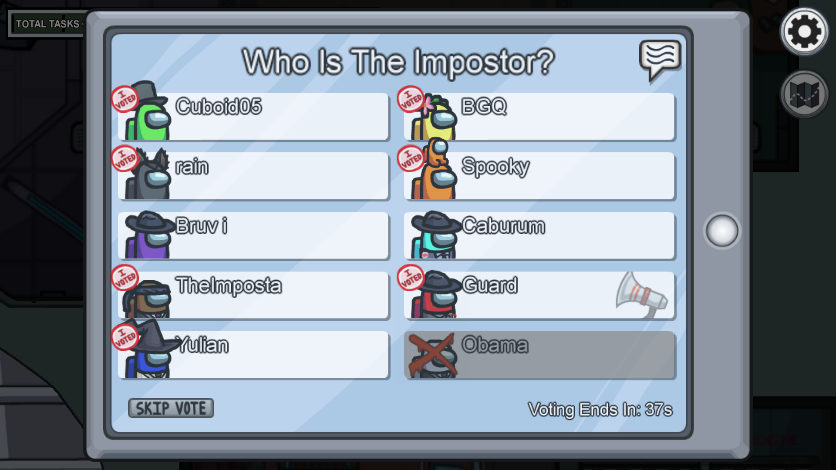 TOTAL TASKS
Who Is The Impostor?
I VOTED
Cuboid05
I VOTED
BGQ
I VOTED
rain
I VOTED
Spooky
Bruv i
Caburum
I VOTED
TheImposta
I VOTED
Guard
I VOTED
Yulian
Obama
SKIP VOTE
Voting Ends In: 37s